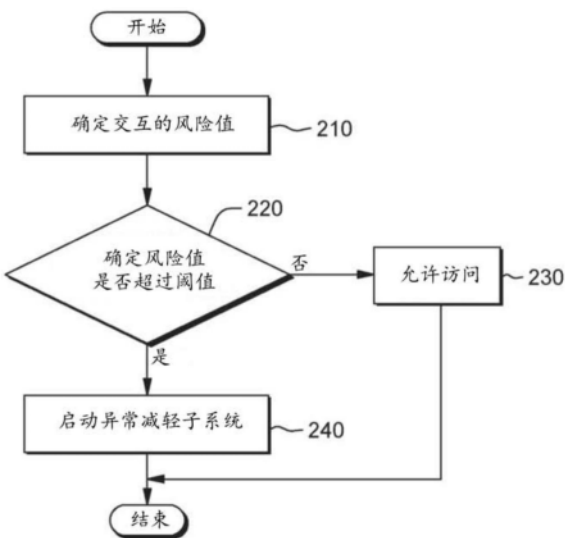 开始
确定交互的风险值
210
220
确定风险值
是否超过阈值
否
允许访问
230
是
启动异常减轻子系统
240
结束